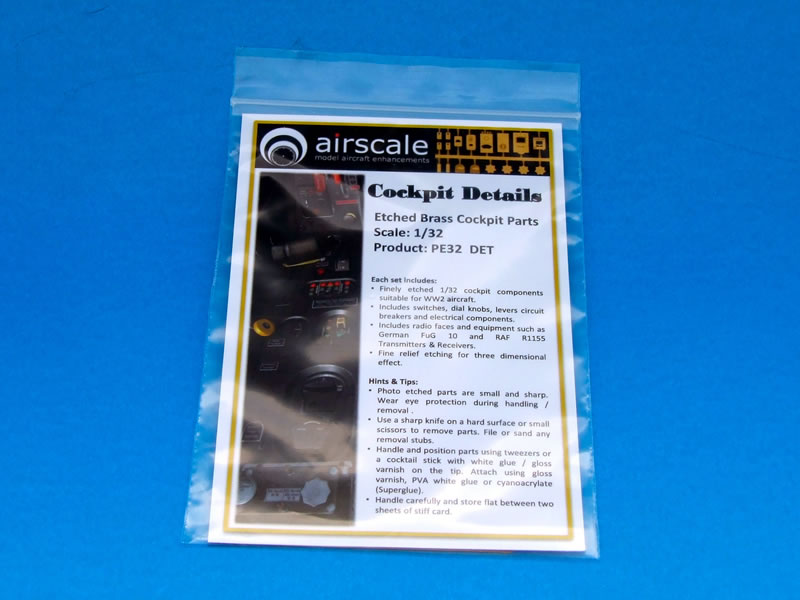 airscale
model aircraft enhancements
Cockpit Details
Etched Brass Cockpit Parts
Scale: 1/32
Product: PE32 DET
Each set includes:
• Finely etched 1/32 cockpit components
suitable for WW2 aircraft.
• Includes switches, dial knobs, levers circuit
breakers and electrical components.
• Includes radio faces and equipment such as
German FuG 10 and RAF R1155
Transmitters & Receivers.
• Fine relief etching for three dimensional
effect.
Hints & Tips:
• Photo etched parts are small and sharp.
Wear eye protection during handling /
removal .
• Use a sharp knife on a hard surface or small
scissors to remove parts. File or sand any
removal stubs.
• Handle and position parts using tweezers or
a cocktail stick with white glue / gloss
varnish on the tip. Attach using gloss
varnish, PVA white glue or cyanoacrylate
(Superglue).
• Handle carefully and store flat between two
sheets of stiff card.